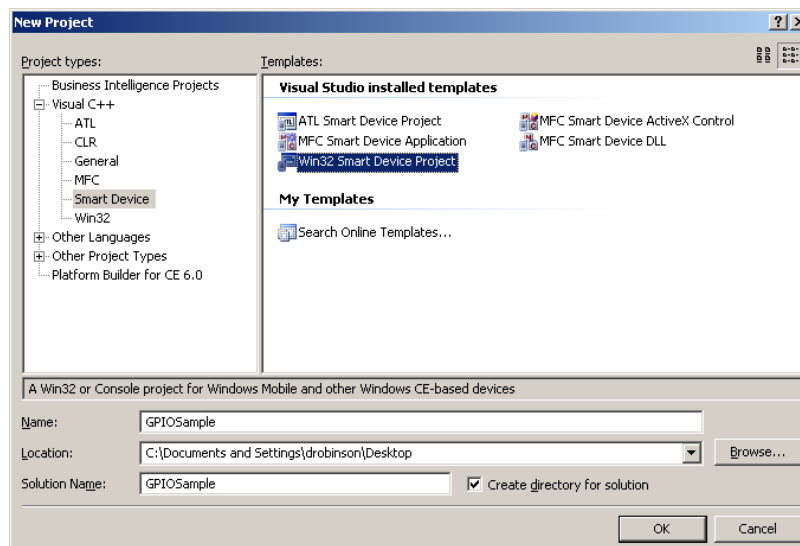 New Project
Project types:
Templates:
Business Intelligence Projects
Visual C++
ATL
CLR
General
MFC
Smart Device
Win32
Other Languages
Other Project Types
Platform Builder for CE 6.0
Visual Studio installed templates
ATL Smart Device Project
MFC Smart Device ActiveX Control
MFC Smart Device Application
MFC Smart Device DLL
Win32 Smart Device Project
My Templates
Search Online Templates...
A Win32 or Console project for Windows Mobile and other Windows CE-based devices
Name:
GPIOSample
Location:
C:\Documents and Settings\drobinson\Desktop
Browse...
Solution Name:
GPIOSample
Create directory for solution
OK
Cancel